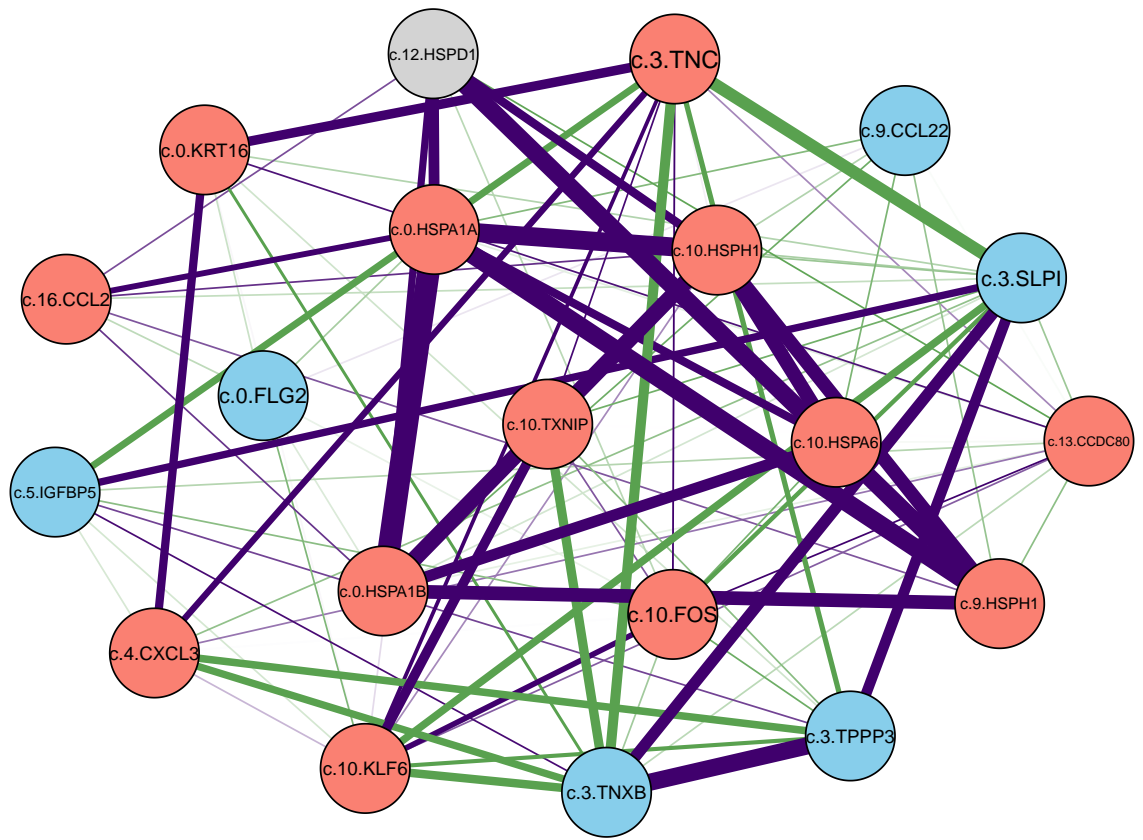 c.12.HSPD1
c.3.TNC
c.9.CCL22
c.0.KRT16
c.0.HSPA1A
c.10.HSPH1
c.3.SLPI
c.16.CCL2
c.0.FLG2
c.10.TXNIP
c.10.HSPA6
c.13.CCDC80
c.5.IGFBP5
c.0.HSPA1B
c.10.FOS
c.9.HSPH1
c.4.CXCL3
c.3.TPPP3
c.10.KLF6
c.3.TNXB